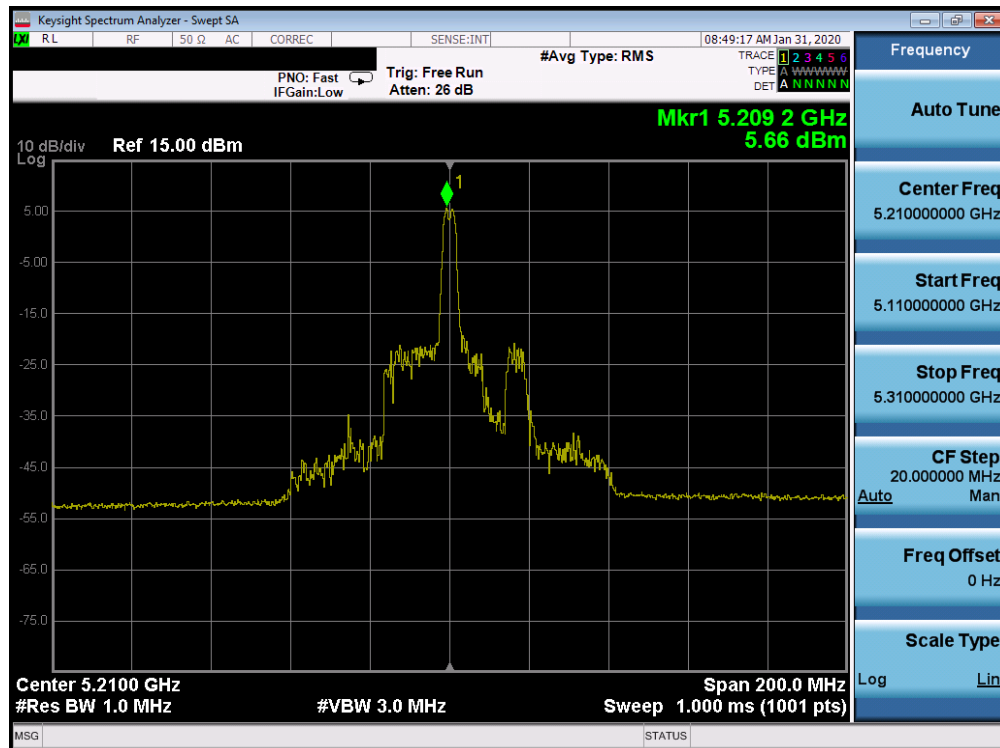 Keysight Spectrum Analyzer - Swept SA
LXI RL RF 50 Ω AC CORREC SENSE:INT 08:49:17 AM Jan 31, 2020
#Avg Type: RMS
TRACE 1 2 3 4 5 6
PNO: Fast Trig: Free Run
TYPE A WWWWW
IFGain:Low Atten: 26 dB
DET A N N N N N
Mkr1 5.209 2 GHz
5.66 dBm
10 dB/div Ref 15.00 dBm
Log
1
5.00
-5.00
-15.0
-25.0
-35.0
-45.0
-55.0
-65.0
-75.0
Center 5.2100 GHz Span 200.0 MHz
#Res BW 1.0 MHz #VBW 3.0 MHz Sweep 1.000 ms (1001 pts)
MSG STATUS
Frequency
Auto Tune
Center Freq
5.210000000 GHz
Start Freq
5.110000000 GHz
Stop Freq
5.310000000 GHz
CF Step
20.000000 MHz
Auto Man
Freq Offset
0 Hz
Scale Type
Log Lin